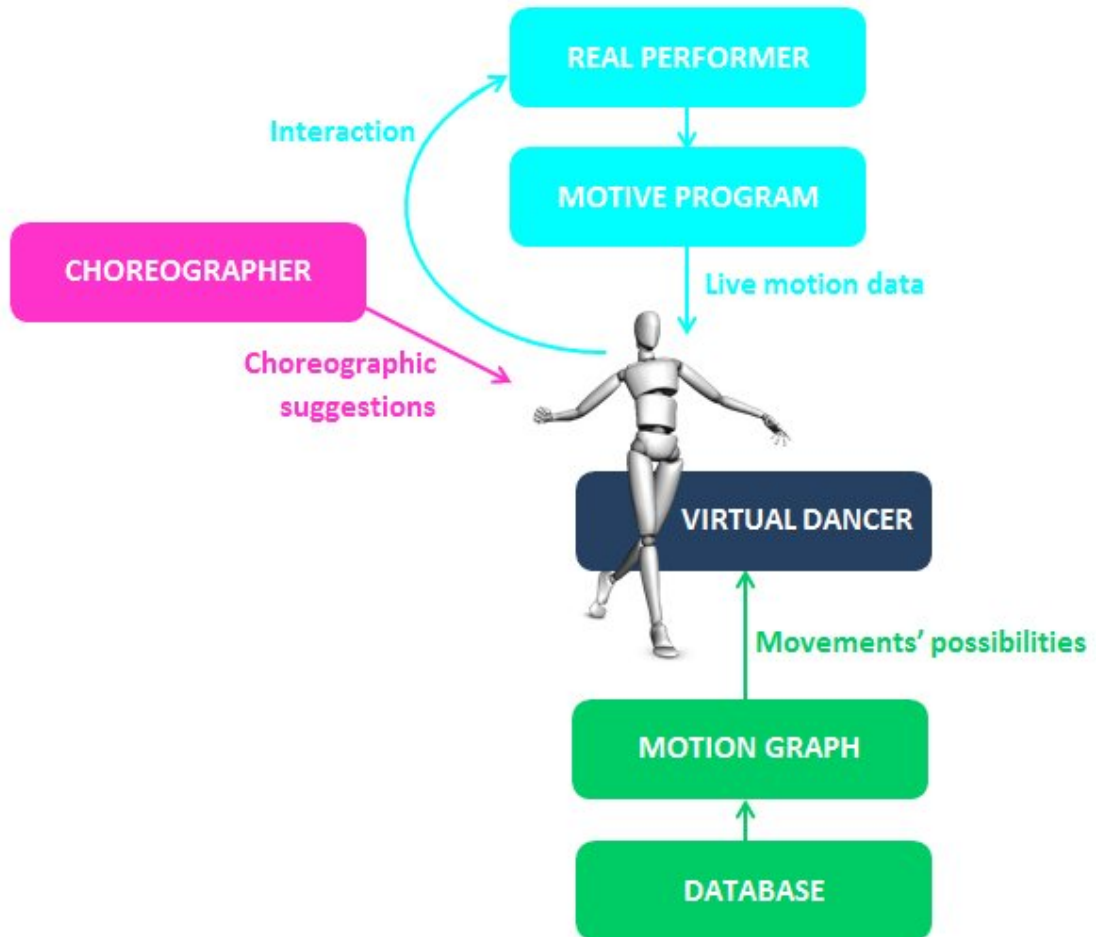 REAL PERFORMER
Interaction
MOTIVE PROGRAM
CHOREOGRAPHER
Live motion data
Choreographic
suggestions
VIRTUAL DANCER
Movements’ possibilities
MOTION GRAPH
DATABASE